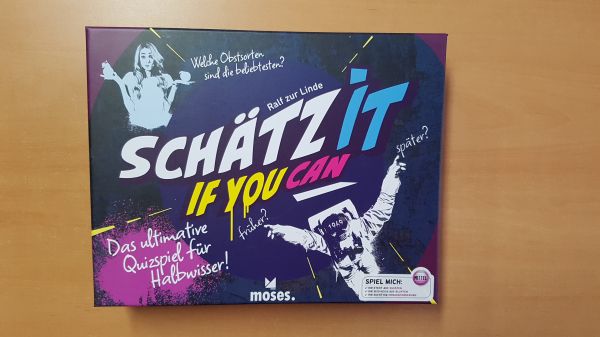 Welche Obstsorten
sind die beliebtesten?
Ralf zur Linde
SCHÄTZ IT
IF YOU CAN
später?
früher?
1969
Das ultimative
Quizspiel für
Halbwisser!
moses.
SPIEL MICH: